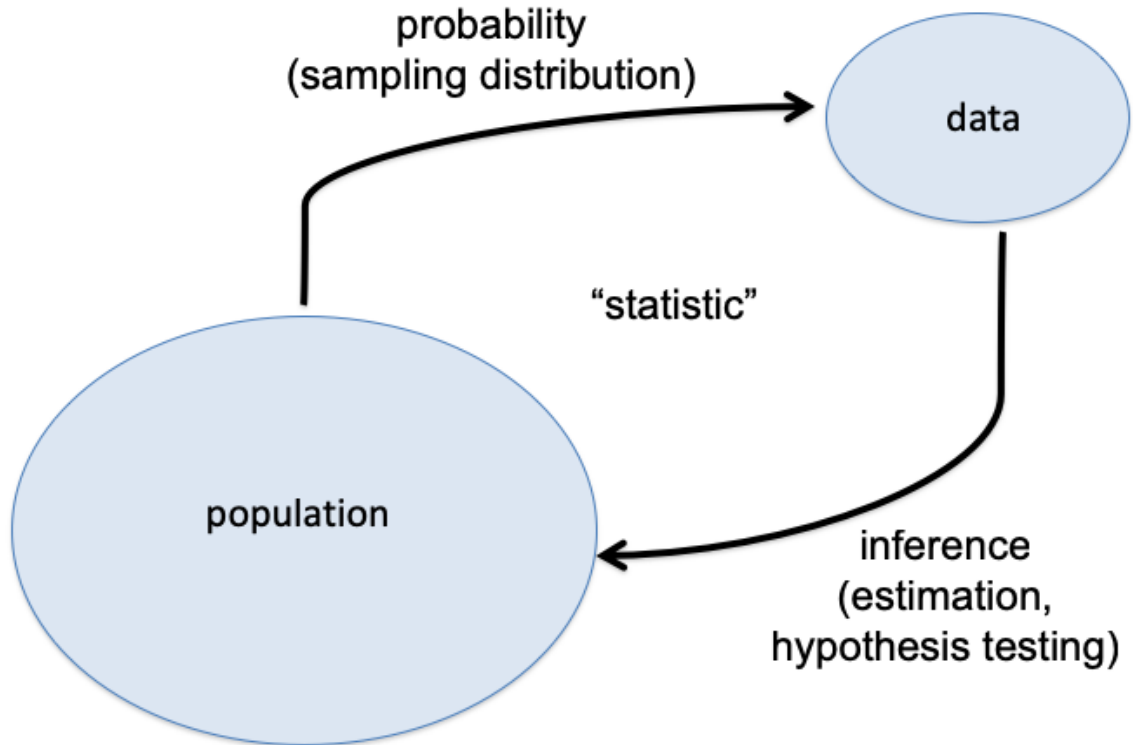 probability
(sampling distribution)
data
“statistic”
population
inference
(estimation,
hypothesis testing)